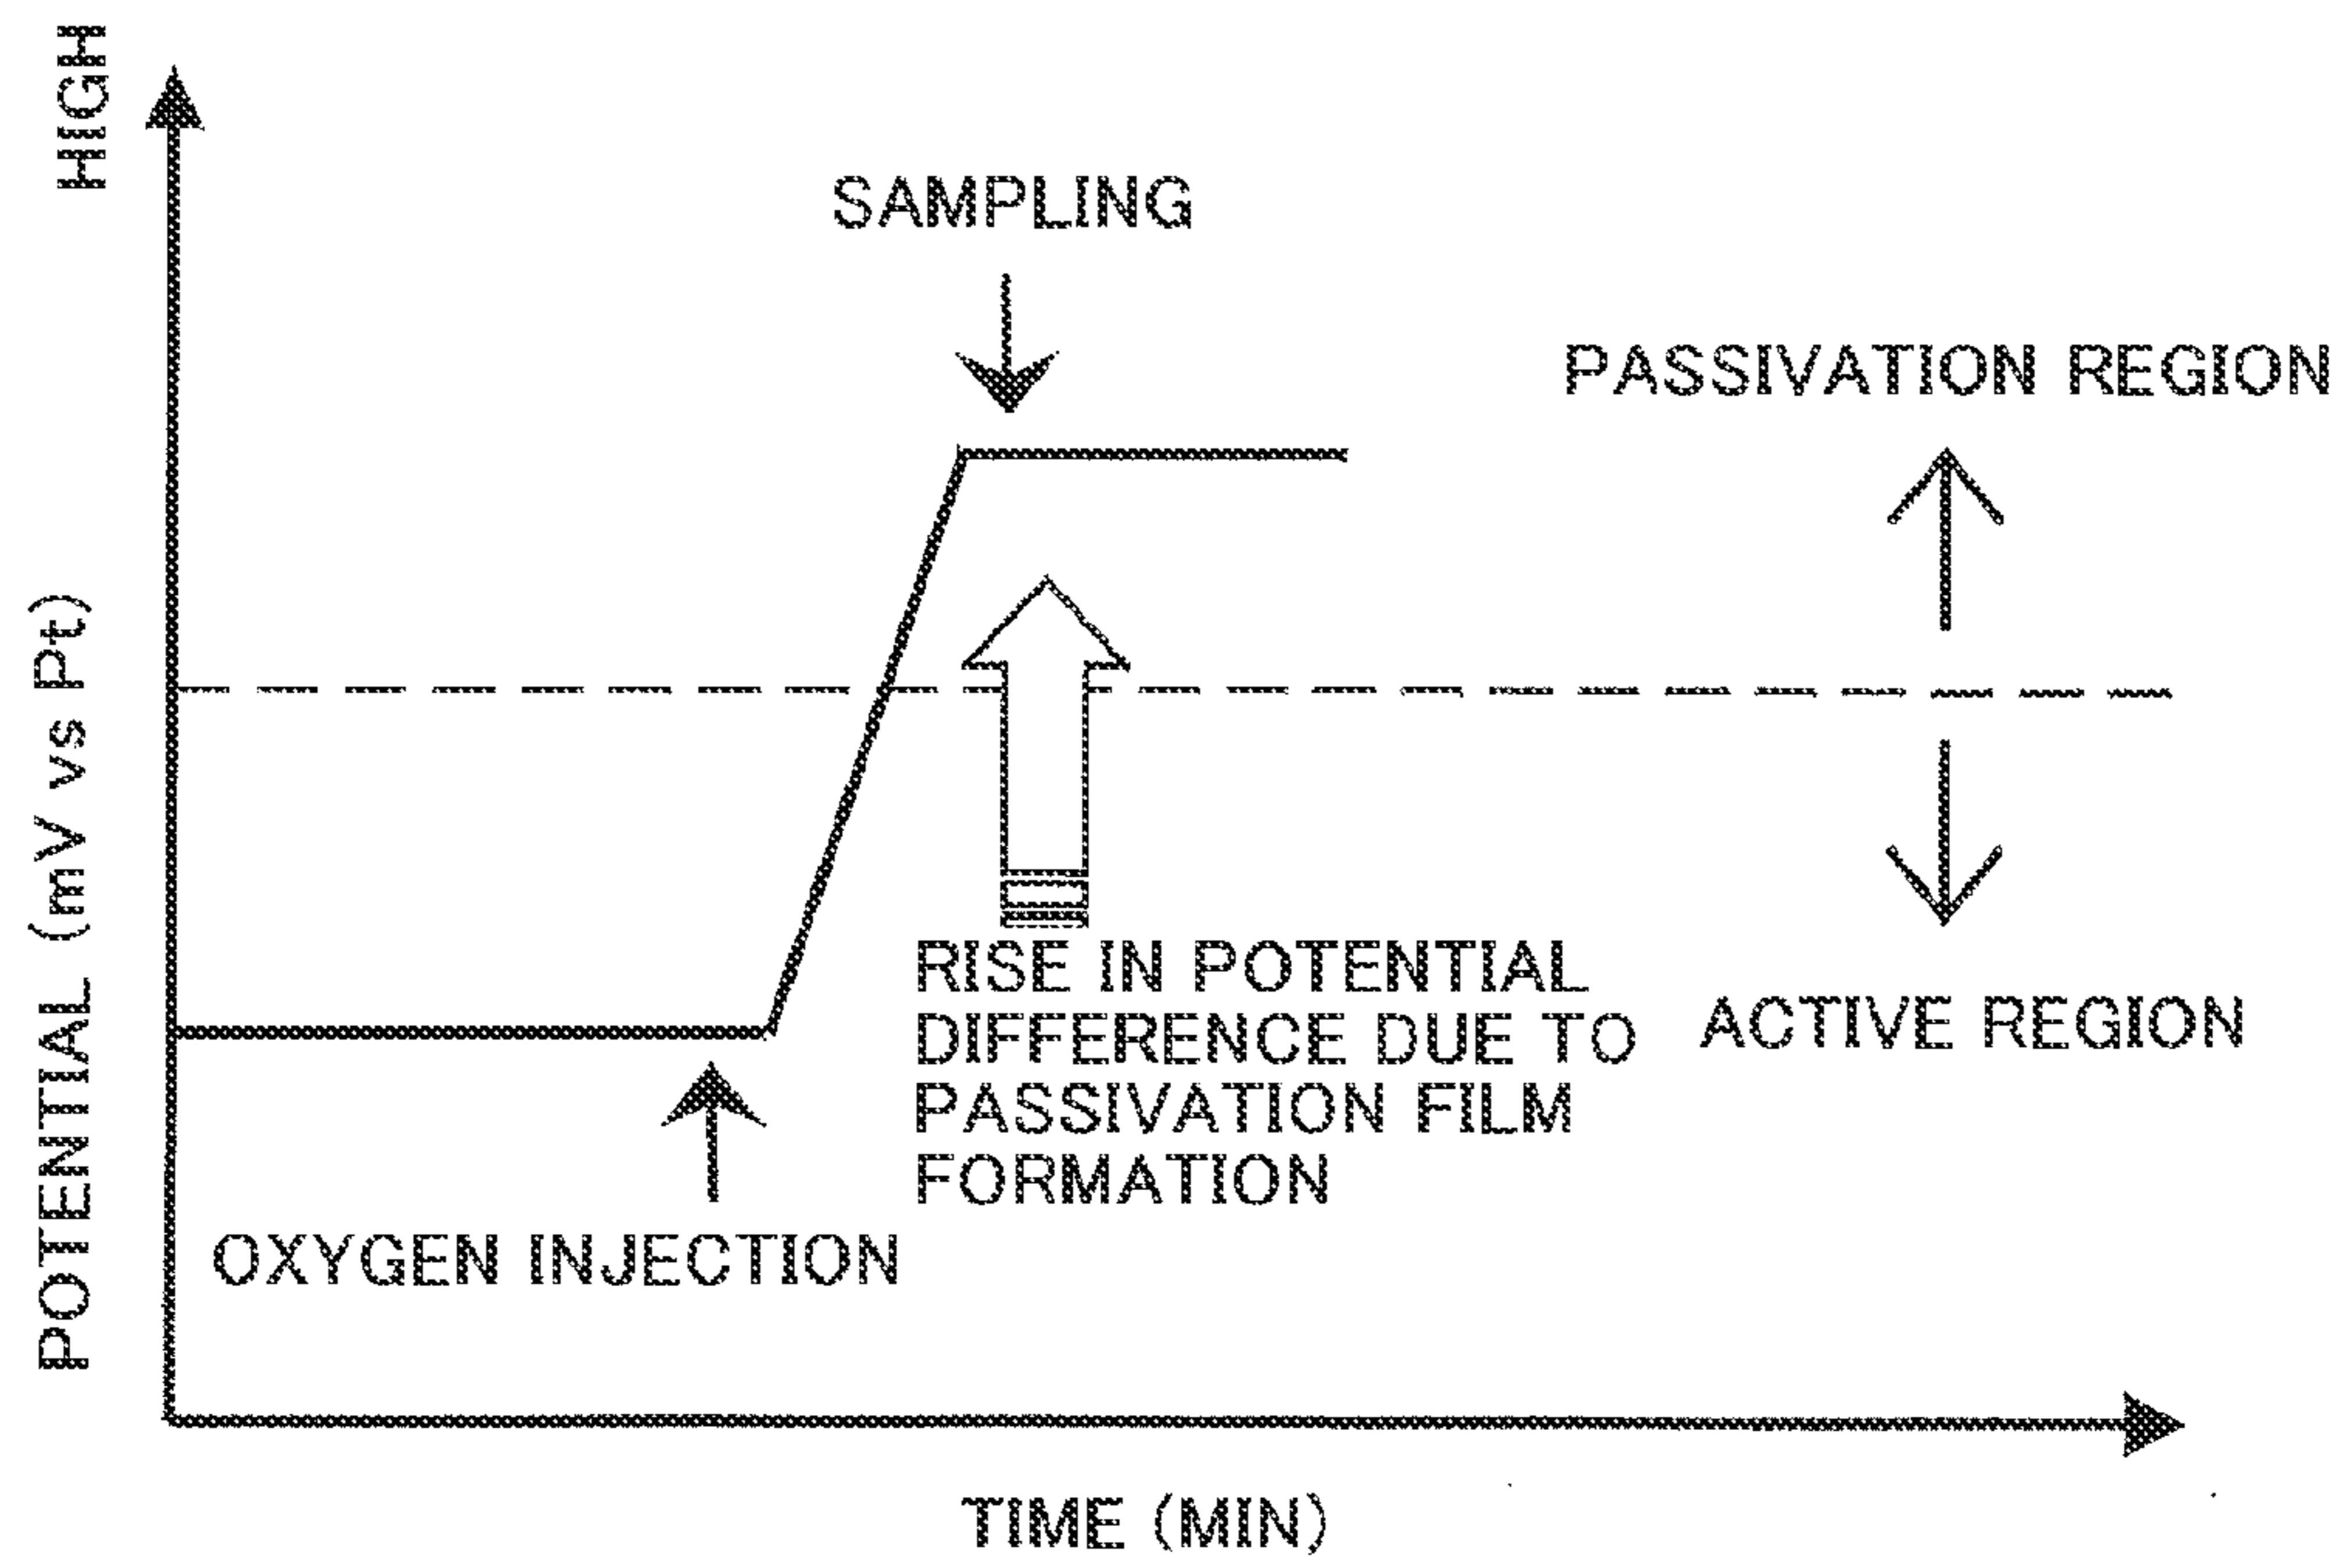 HIGH
SAMPLING
PASSIVATION REGION
POTENTIAL (mV vs Pt)
RISE IN POTENTIAL
DIFFERENCE DUE TO
PASSIVATION FILM
FORMATION
ACTIVE REGION
OXYGEN INJECTION
TIME (MIN)